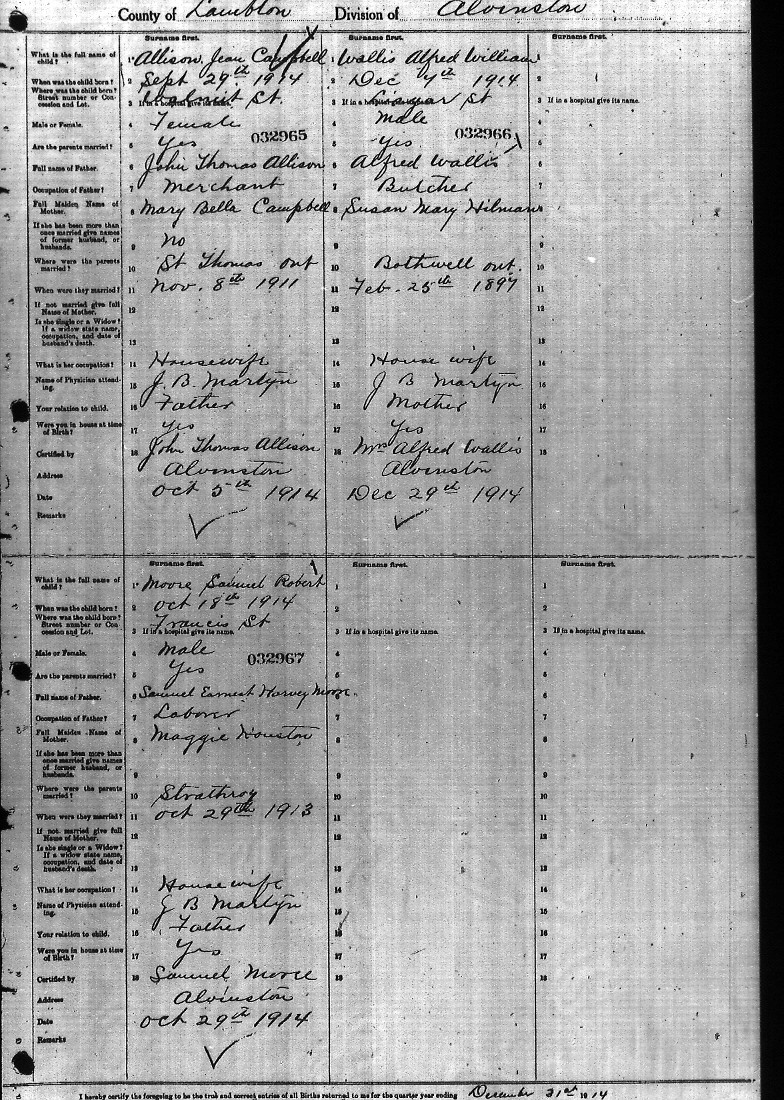 County of Lambton Division of Alvinston
Surname first. Surname first. Surname first.
What is the full name of child? 1 Allison, Jean Campbell 1 Wallis Alfred William 1
When was the child born? 2 Sept 29th 1914 2 Dec 7th 1914 2
Where was the child born? Street number or Concession and Lot. 3 If in a hospital give its name. St. 3 If in a hospital give its name. St 3 If in a hospital give its name.
Male or Female. 4 Female 4 Male 4
032965 032966
Are the parents married? 5 Yes 5 Yes 5
Full name of Father. 6 John Thomas Allison 6 Alfred Wallis 6
Occupation of Father? 7 Merchant 7 Butcher 7
Full Maiden Name of Mother. 8 Mary Bella Campbell 8 Susan Mary Hilman 8
If she has been more than once married give names of former husband, or husbands. 9 no 9 9
Where were the parents married? 10 St Thomas ont 10 Bothwell ont. 10
When were they married? 11 Nov. 8th 1911 11 Feb. 25th 1897 11
If not married give full Name of Mother. 12 12 12
Is she single or a Widow? If a widow state name, occupation, and date of husband's death. 13 13 13
What is her occupation? 14 Housewife 14 House wife 14
Name of Physician attending. 15 J. B. Martyn 15 J B Martyn 15
Your relation to child. 16 Father 16 Mother 16
Were you in house at time of Birth? 17 Yes 17 Yes 17
Certified by 18 John Thomas Allison 18 Mrs Alfred Wallis 18
Address Alvinston Alvinston
Date Oct 5th 1914 Dec 29th 1914
Remarks
Surname first. Surname first. Surname first.
What is the full name of child? 1 Moore Samuel Robert 1 1
When was the child born? 2 Oct 18th 1914 2 2
Where was the child born? Street number or Concession and Lot. 3 If in a hospital give its name. Francis St 3 If in a hospital give its name. 3 If in a hospital give its name.
Male or Female. 4 Male 4 4
032967
Are the parents married? 5 Yes 5 5
Full name of Father. 6 Samuel Earnest Harvey Moore. 6 6
Occupation of Father? 7 Laborer 7 7
Full Maiden Name of Mother. 8 Maggie Houston 8 8
If she has been more than once married give names of former husband, or husbands. 9 9 9
Where were the parents married? 10 Strathroy 10 10
When were they married? 11 Oct 29th 1913 11 11
If not married give full Name of Mother. 12 12 12
Is she single or a Widow? If a widow state name, occupation, and date of husband's death. 13 13 13
What is her occupation? 14 Housewife 14 14
Name of Physician attending. 15 J B Martyn 15 15
Your relation to child. 16 Father 16 16
Were you in house at time of Birth? 17 Yes 17 17
Certified by 18 Samuel Moore 18 18
Address Alvinston
Date Oct 29th 1914
Remarks
I hereby certify the foregoing to be the true and correct entries of all Births returned to me for the quarter year ending December 31st 1914